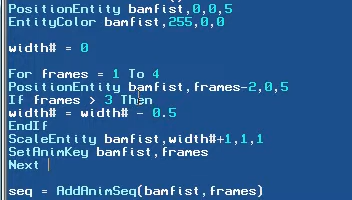 PositionEntity bamfist,0,0,5
EntityColor bamfist,255,0,0
width# = 0
For frames = 1 To 4
PositionEntity bamfist,frames-2,0,5
If frames > 3 Then
width# = width# - 0.5
EndIf
ScaleEntity bamfist,width#+1,1,1
SetAnimKey bamfist,frames
Next
seq = AddAnimSeq(bamfist,frames)